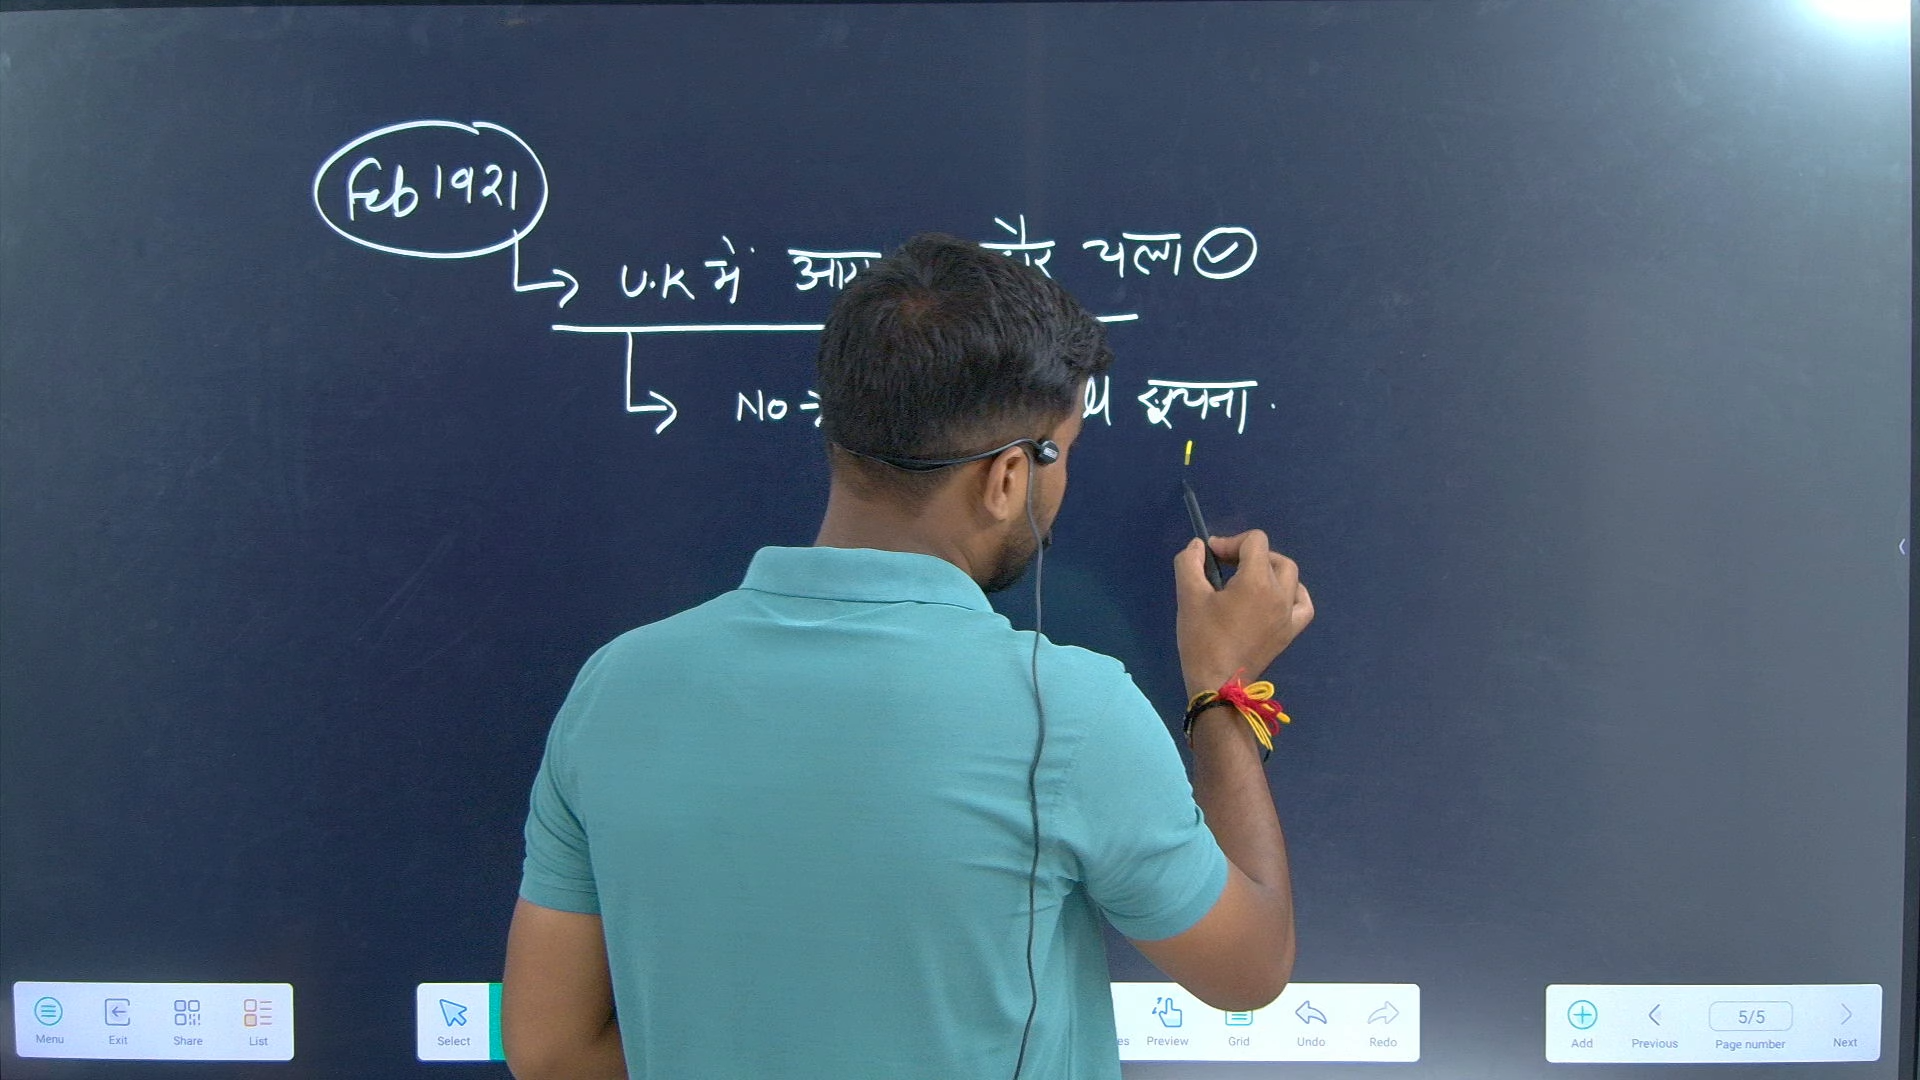 Feb 1921
U.K में चला
No सूचना .
Menu Exit Share List Select Preview Grid Undo Redo Add Previous 5/5 Page number Next